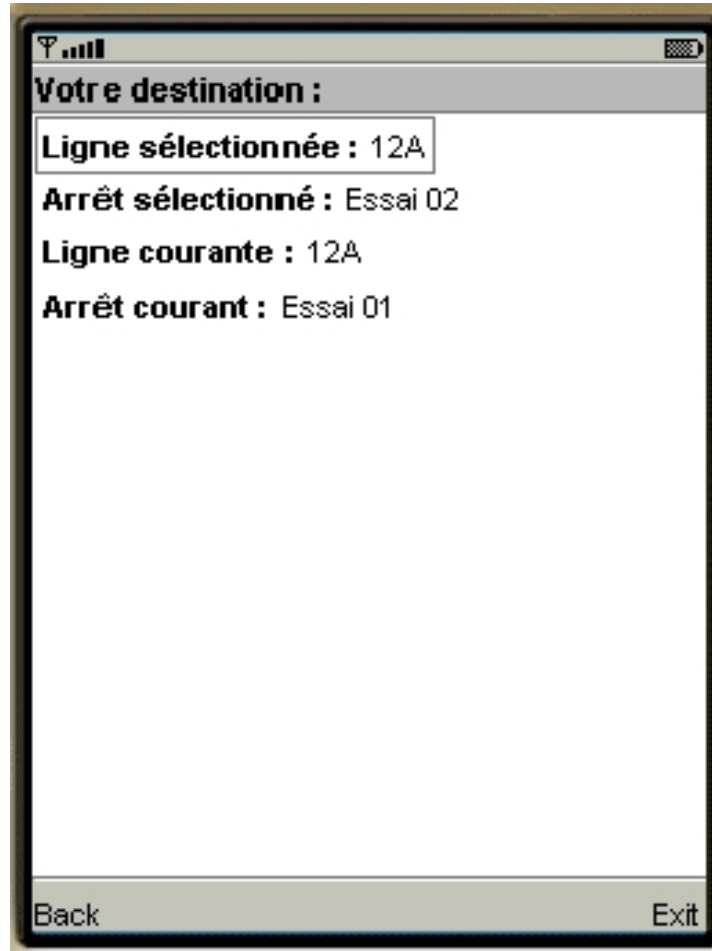 Votre destination :
Ligne sélectionnée : 12A
Arrêt sélectionné : Essai 02
Ligne courante : 12A
Arrêt courant : Essai 01
Back Exit